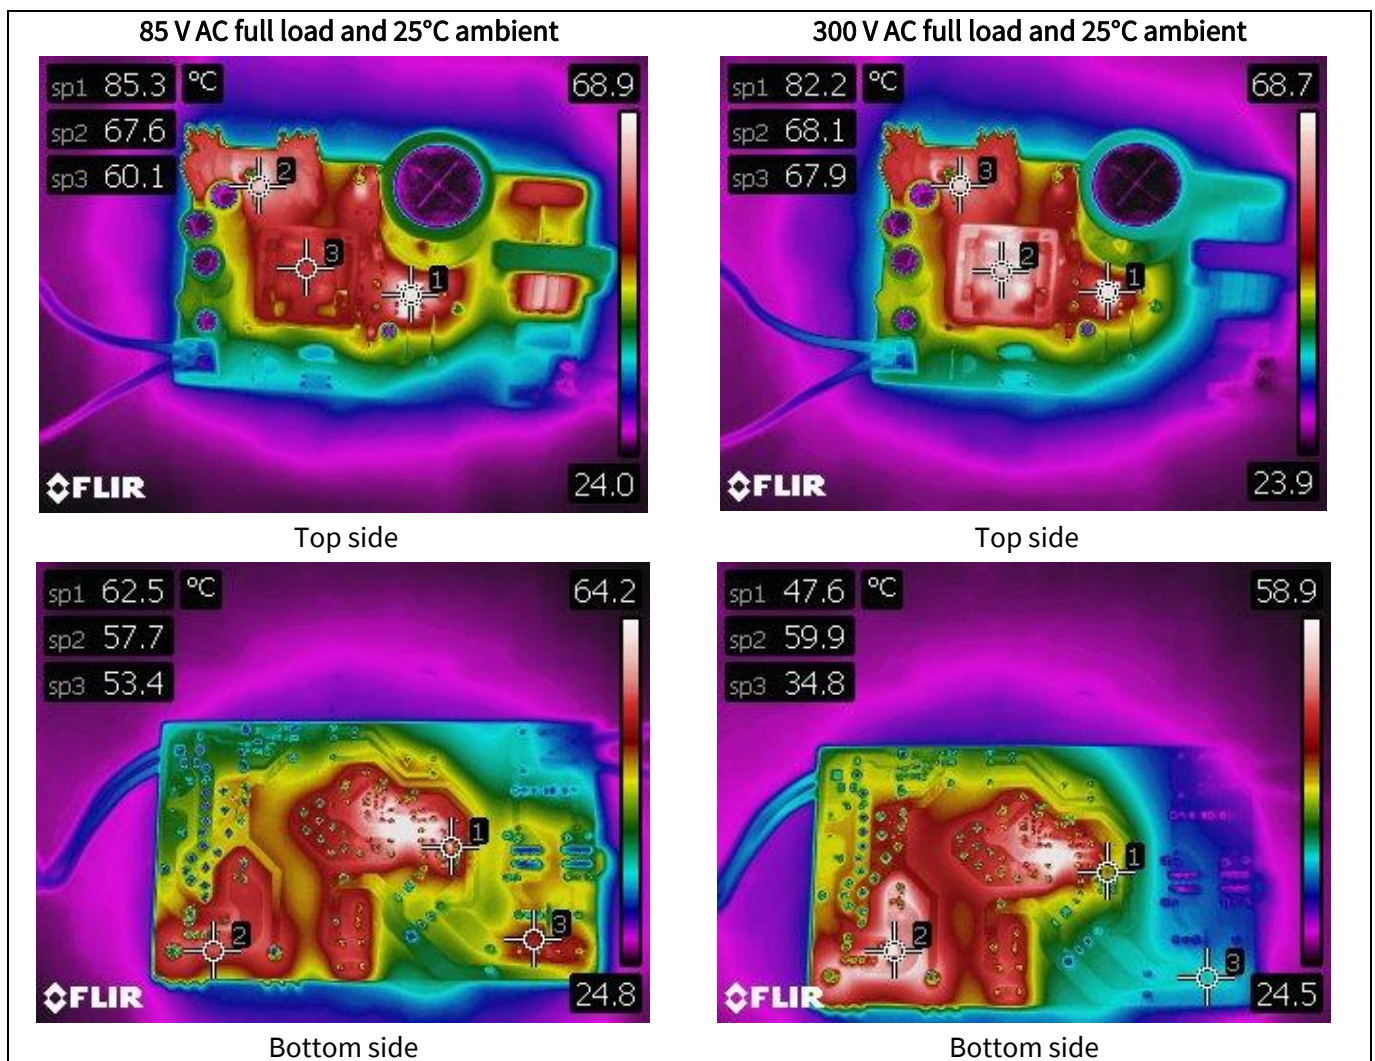 85 V AC full load and 25°C ambient
300 V AC full load and 25°C ambient
sp1 85.3 °C
68.9
sp2 67.6
sp3 60.1
2
3
1
FLIR
24.0
sp1 82.2 °C
68.7
sp2 68.1
sp3 67.9
3
2
1
FLIR
23.9
Top side
Top side
sp1 62.5 °C
64.2
sp2 57.7
sp3 53.4
1
2
3
FLIR
24.8
sp1 47.6 °C
58.9
sp2 59.9
sp3 34.8
1
2
3
FLIR
24.5
Bottom side
Bottom side